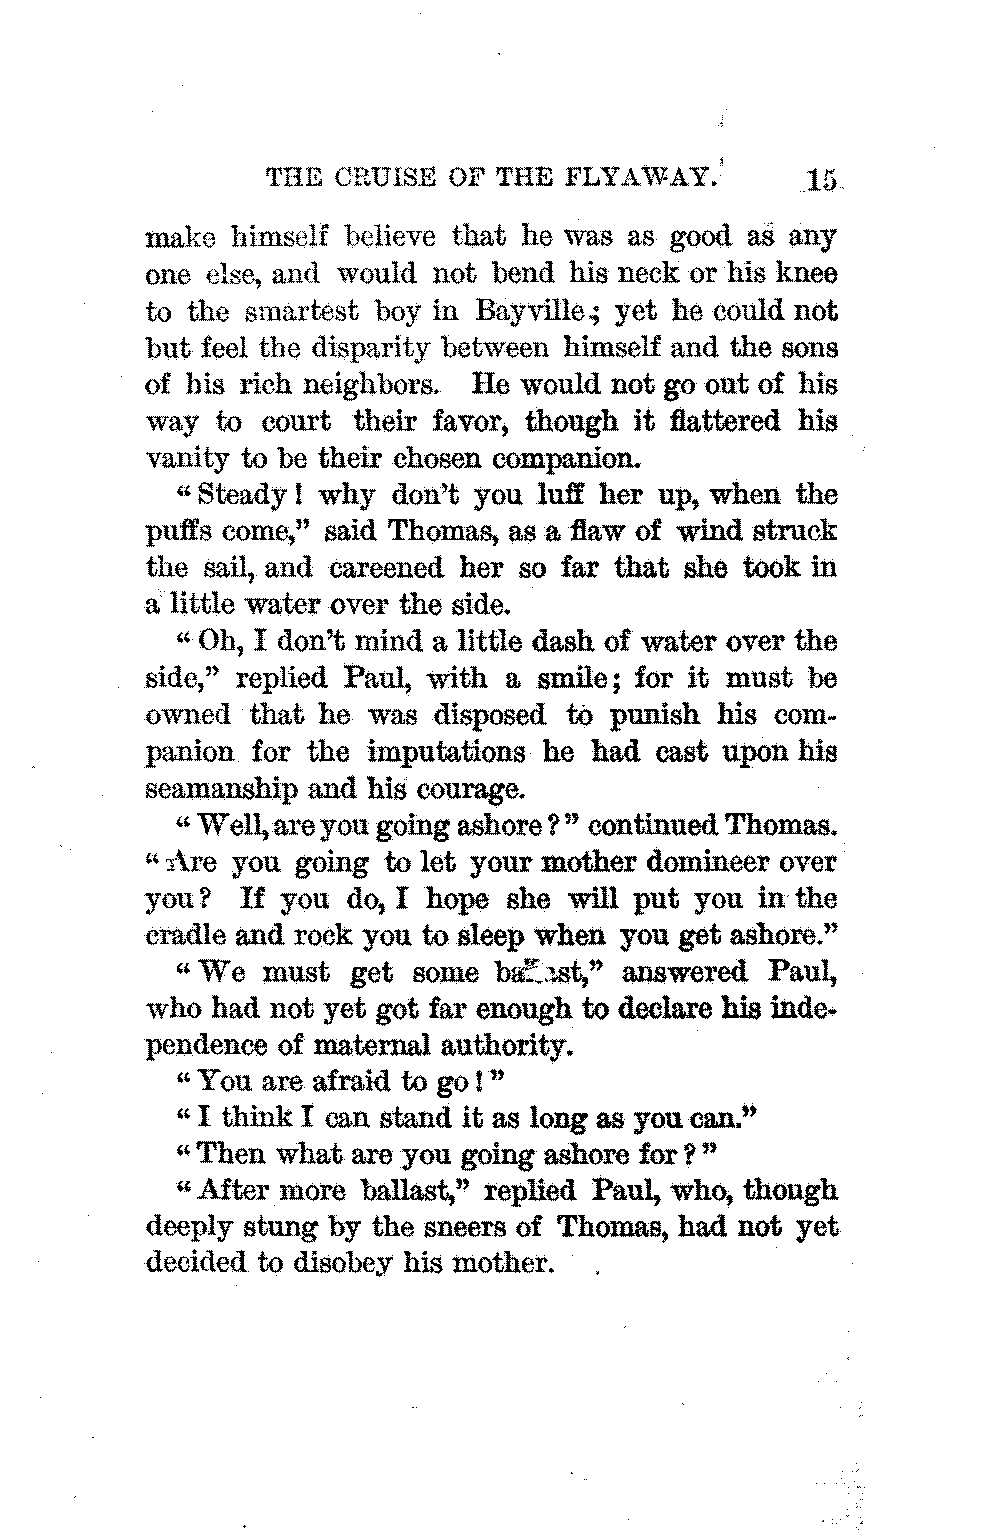 THE CRUISE OF THE FLYAWAY. 15
make himself believe that he was as good as any
one else, and would not bend his neck or his knee
to the smartest boy in Bayville; yet he could not
but feel the disparity between himself and the sons
of his rich neighbors. He would not go out of his
way to court their favor, though it flattered his
vanity to be their chosen companion.
“Steady! why don’t you luff her up, when the
puffs come,” said Thomas, as a flaw of wind struck
the sail, and careened her so far that she took in
a little water over the side.
“Oh, I don’t mind a little dash of water over the
side,” replied Paul, with a smile; for it must be
owned that he was disposed to punish his com-
panion for the imputations he had cast upon his
seamanship and his courage.
“Well, are you going ashore?” continued Thomas.
“Are you going to let your mother domineer over
you? If you do, I hope she will put you in the
cradle and rock you to sleep when you get ashore.”
“We must get some ballast,” answered Paul,
who had not yet got far enough to declare his inde-
pendence of maternal authority.
“You are afraid to go!”
“I think I can stand it as long as you can.”
“Then what are you going ashore for?”
“After more ballast,” replied Paul, who, though
deeply stung by the sneers of Thomas, had not yet
decided to disobey his mother.